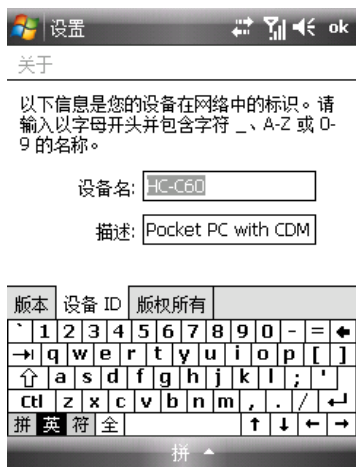 设置 ok
关于
以下信息是您的设备在网络中的标识。请
输入以字母开头并包含字符 _、A-Z 或 0-
9 的名称。
设备名: HC-C60
描述: Pocket PC with CDM
版本 设备 ID 版权所有
` 1 2 3 4 5 6 7 8 9 0 - =
q w e r t y u i o p [ ]
a s d f g h j k l ; '
Ctl z x c v b n m , . /
拼 英 符 全
拼